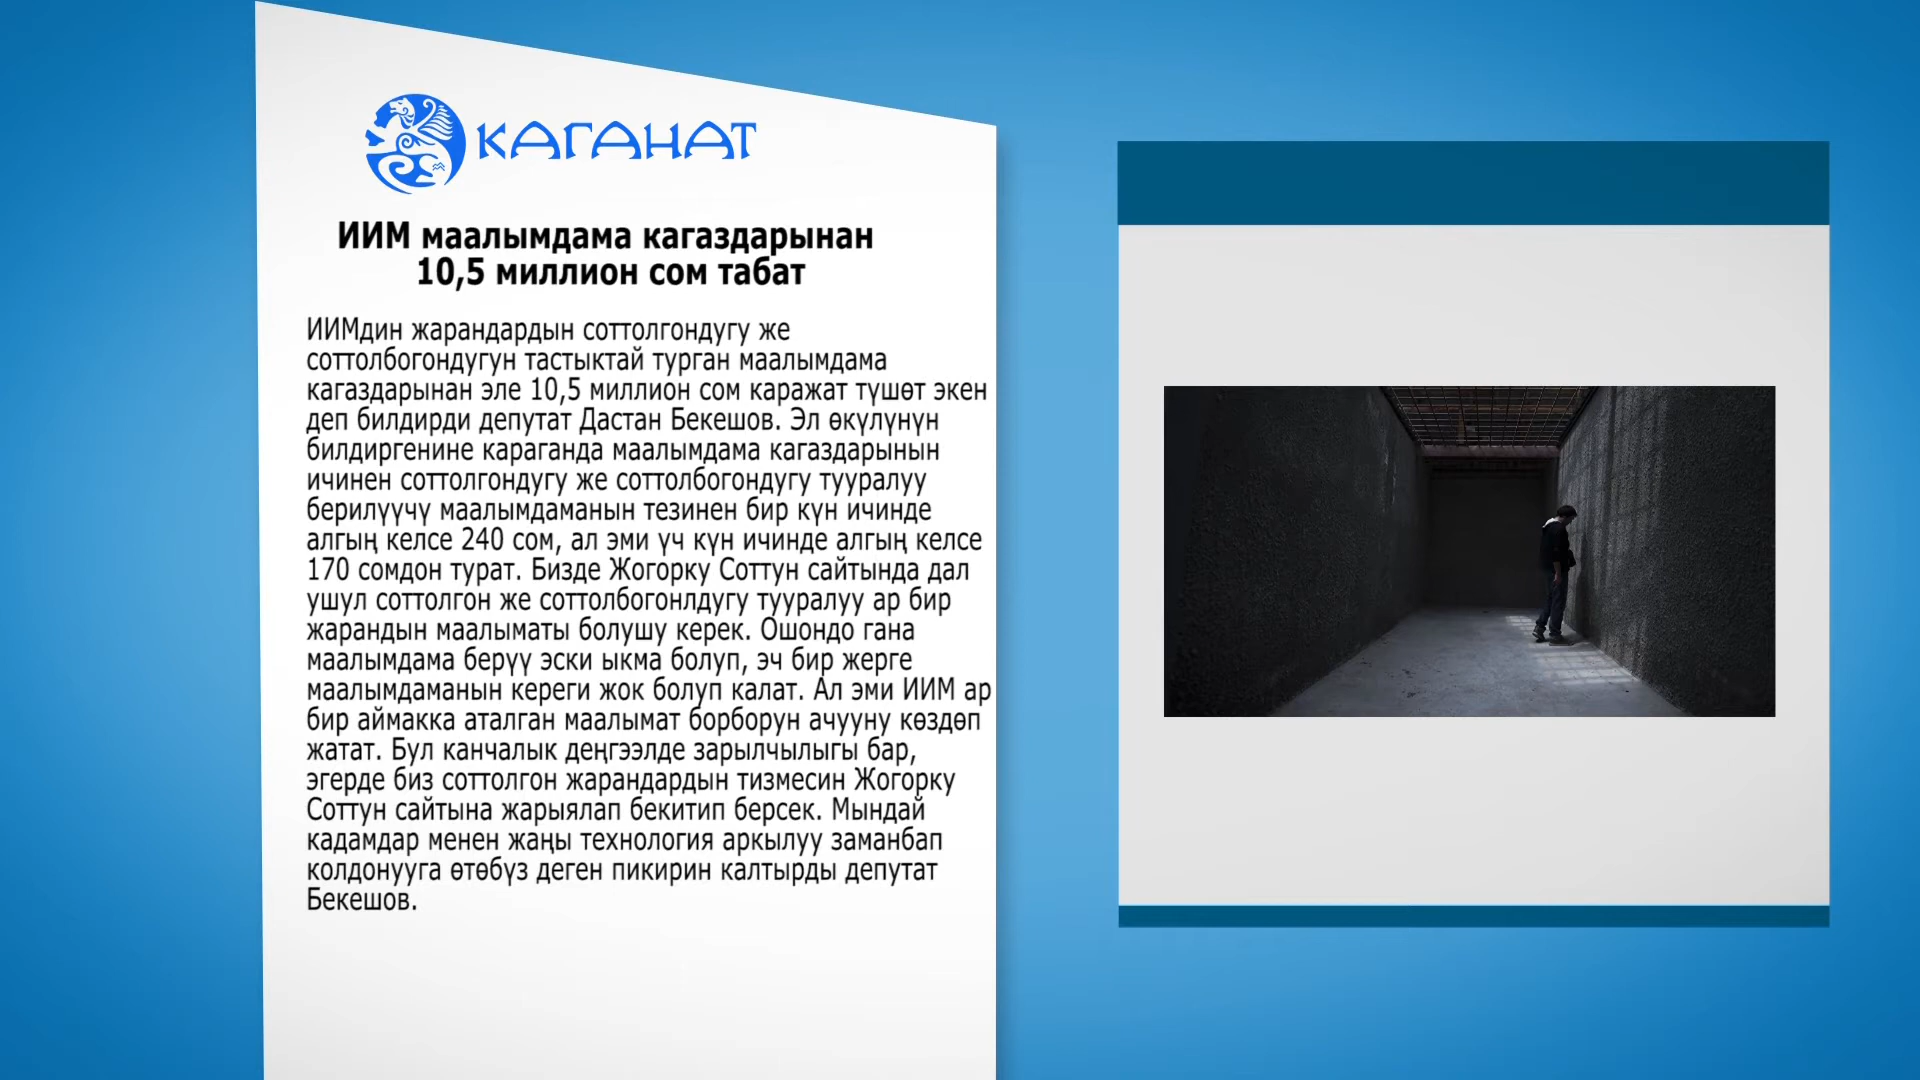 КАГАНАТ
ИИМ маалымдама кагаздарынан
10,5 миллион сом табат
ИИМдин жарандардын соттолгондугу же
соттолбогондугун тастыктай турган маалымдама
кагаздарынан эле 10,5 миллион сом каражат түшөт экен
деп билдирди депутат Дастан Бекешов. Эл өкүлүнүн
билдиргенине караганда маалымдама кагаздарынын
ичинен соттолгондугу же соттолбогондугу тууралуу
берилүүчү маалымдаманын тезинен бир күн ичинде
алгың келсе 240 сом, ал эми үч күн ичинде алгың келсе
170 сомдон турат. Бизде Жогорку Соттун сайтында дал
ушул соттолгон же соттолбогонлдугу тууралуу ар бир
жарандын маалыматы болушу керек. Ошондо гана
маалымдама берүү эски ыкма болуп, эч бир жерге
маалымдаманын кереги жок болуп калат. Ал эми ИИМ ар
бир аймакка аталган маалымат борборун ачууну көздөп
жатат. Бул канчалык деңгээлде зарылчылыгы бар,
эгерде биз соттолгон жарандардын тизмесин Жогорку
Соттун сайтына жарыялап бекитип берсек. Мындай
кадамдар менен жаңы технология аркылуу заманбап
колдонууга өтөбүз деген пикирин калтырды депутат
Бекешов.